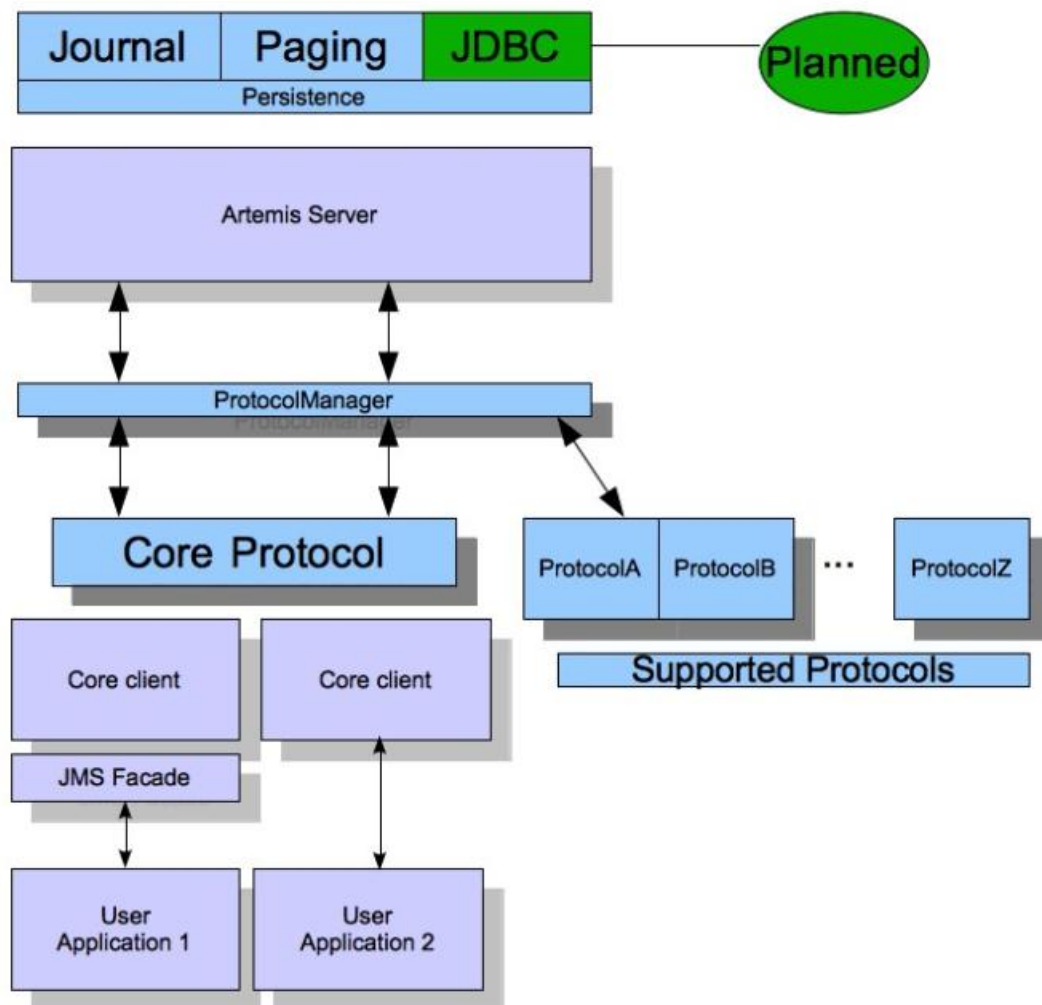 Journal
Paging
JDBC
Planned
Persistence
Artemis Server
ProtocolManager
ProtocolManager
Core Protocol
ProtocolA
ProtocolB
...
ProtocolZ
Supported Protocols
Core client
Core client
JMS Facade
User
Application 1
User
Application 2